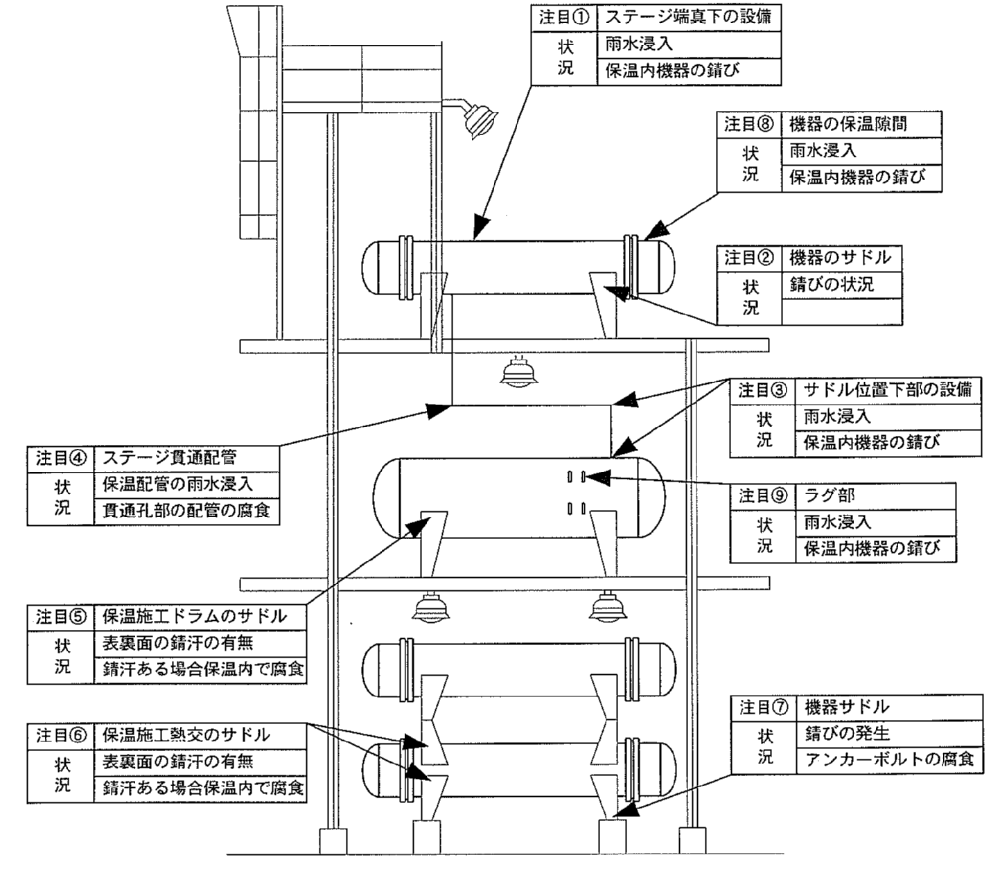 注目① ステージ端真下の設備
状況 雨水浸入
保温内機器の錆び
注目⑧ 機器の保温隙間
状況 雨水浸入
保温内機器の錆び
注目② 機器のサドル
状況 錆びの状況
注目③ サドル位置下部の設備
状況 雨水浸入
保温内機器の錆び
注目④ ステージ貫通配管
状況 保温配管の雨水浸入
貫通孔部の配管の腐食
注目⑨ ラグ部
状況 雨水浸入
保温内機器の錆び
注目⑤ 保温施工ドラムのサドル
状況 表裏面の錆汗の有無
錆汗ある場合保温内で腐食
注目⑦ 機器サドル
状況 錆びの発生
アンカーボルトの腐食
注目⑥ 保温施工熱交のサドル
状況 表裏面の錆汗の有無
錆汗ある場合保温内で腐食